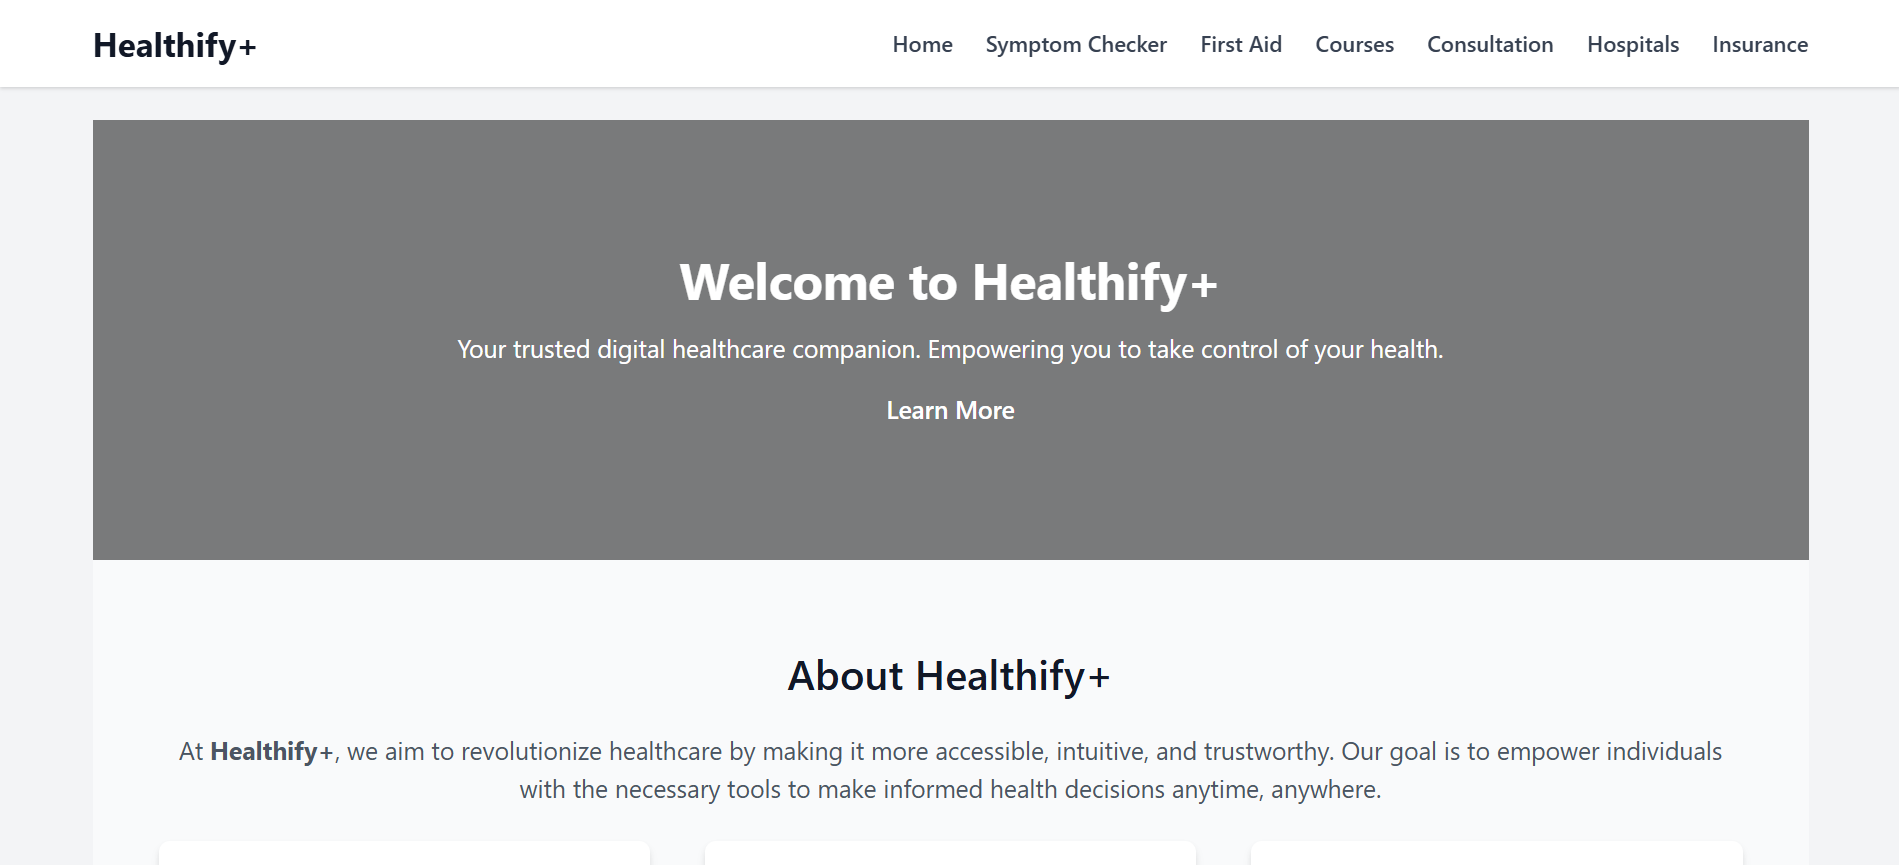 Healthify+
Home Symptom Checker First Aid Courses Consultation Hospitals Insurance
Welcome to Healthify+
Your trusted digital healthcare companion. Empowering you to take control of your health.
Learn More
About Healthify+
At Healthify+, we aim to revolutionize healthcare by making it more accessible, intuitive, and trustworthy. Our goal is to empower individuals
with the necessary tools to make informed health decisions anytime, anywhere.